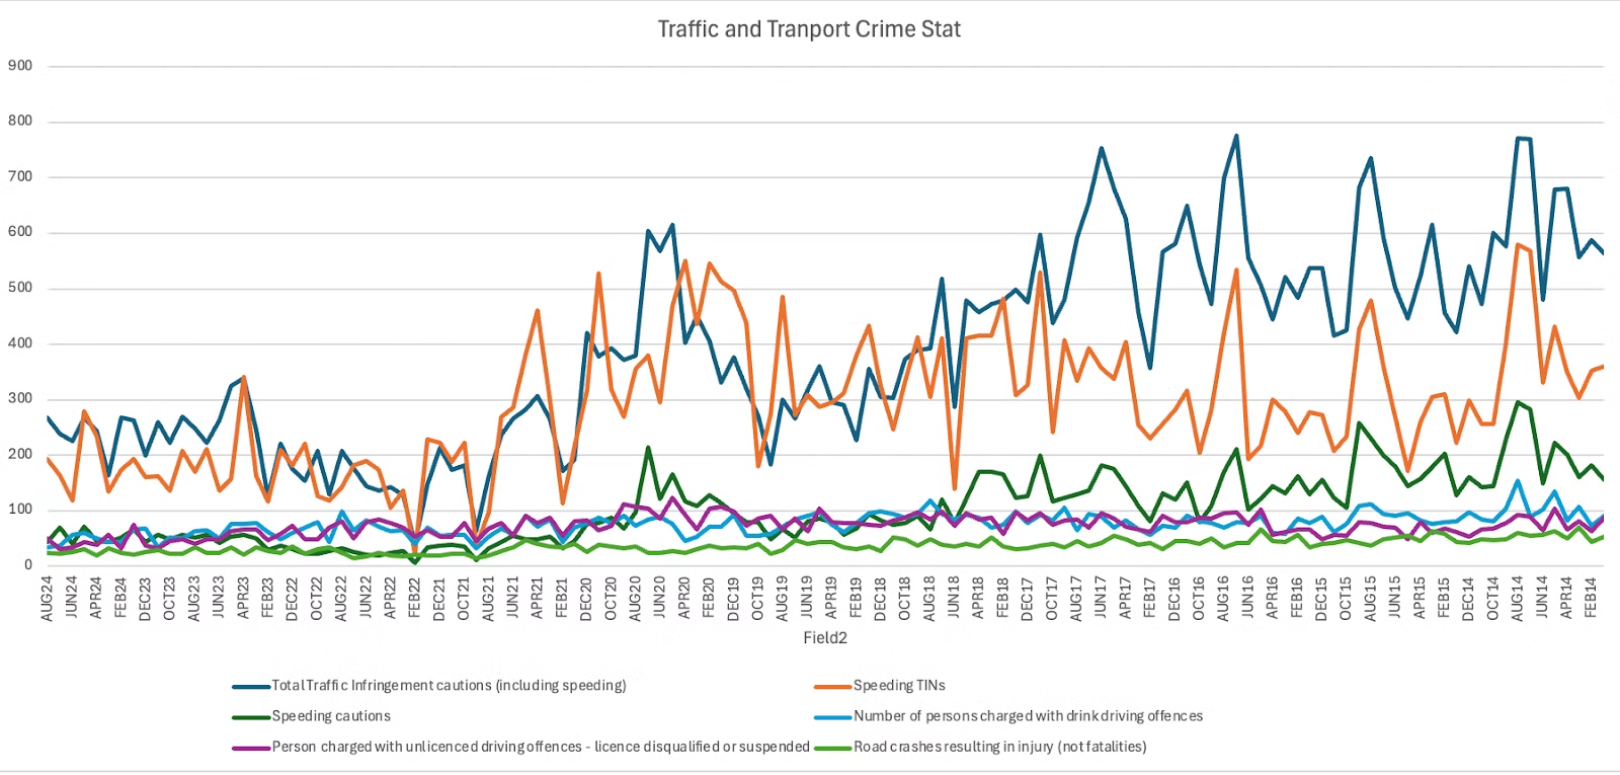 Traffic and Tranport Crime Stat
900
800
700
600
500
400
300
200
100
0
AUG24 JUN24 APR24 FEB24 DEC23 OCT23 AUG23 JUN23 APR23 FEB23 DEC22 OCT22 AUG22 JUN22 APR22 FEB22 DEC21 OCT21 AUG21 JUN21 APR21 FEB21 DEC20 OCT20 AUG20 JUN20 APR20 FEB20 DEC19 OCT19 AUG19 JUN19 APR19 FEB19 DEC18 OCT18 AUG18 JUN18 APR18 FEB18 DEC17 OCT17 AUG17 JUN17 APR17 FEB17 DEC16 OCT16 AUG16 JUN16 APR16 FEB16 DEC15 OCT15 AUG15 JUN15 APR15 FEB15 DEC14 OCT14 AUG14 JUN14 APR14 FEB14
Field2
Total Traffic Infringement cautions (including speeding) Speeding TINs
Speeding cautions Number of persons charged with drink driving offences
Person charged with unlicenced driving offences - licence disqualified or suspended Road crashes resulting in injury (not fatalities)